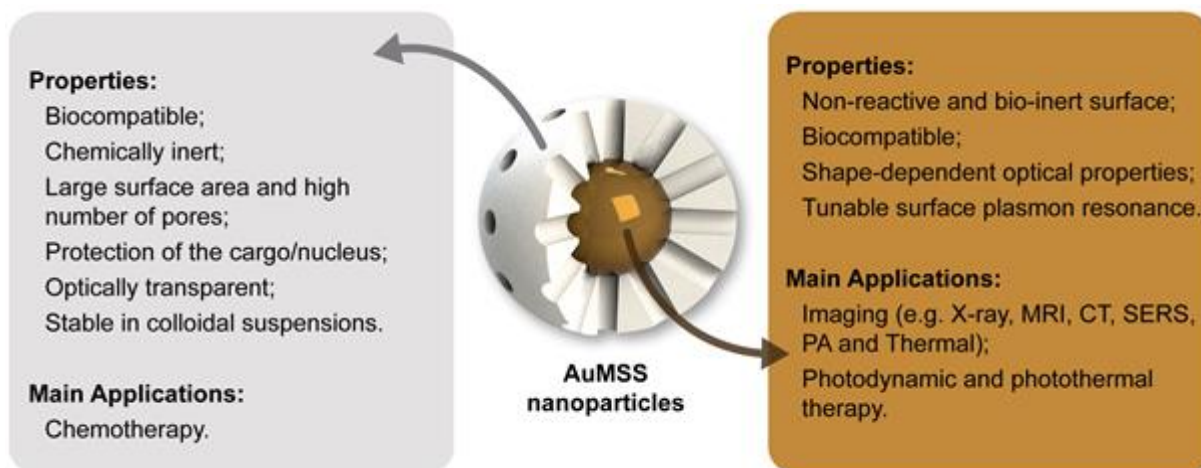 Properties:
Biocompatible;
Chemically inert;
Large surface area and high
number of pores;
Protection of the cargo/nucleus;
Optically transparent;
Stable in colloidal suspensions.
Main Applications:
Chemotherapy.
AuMSS
nanoparticles
Properties:
Non-reactive and bio-inert surface;
Biocompatible;
Shape-dependent optical properties;
Tunable surface plasmon resonance.
Main Applications:
Imaging (e.g. X-ray, MRI, CT, SERS,
PA and Thermal);
Photodynamic and photothermal
therapy.